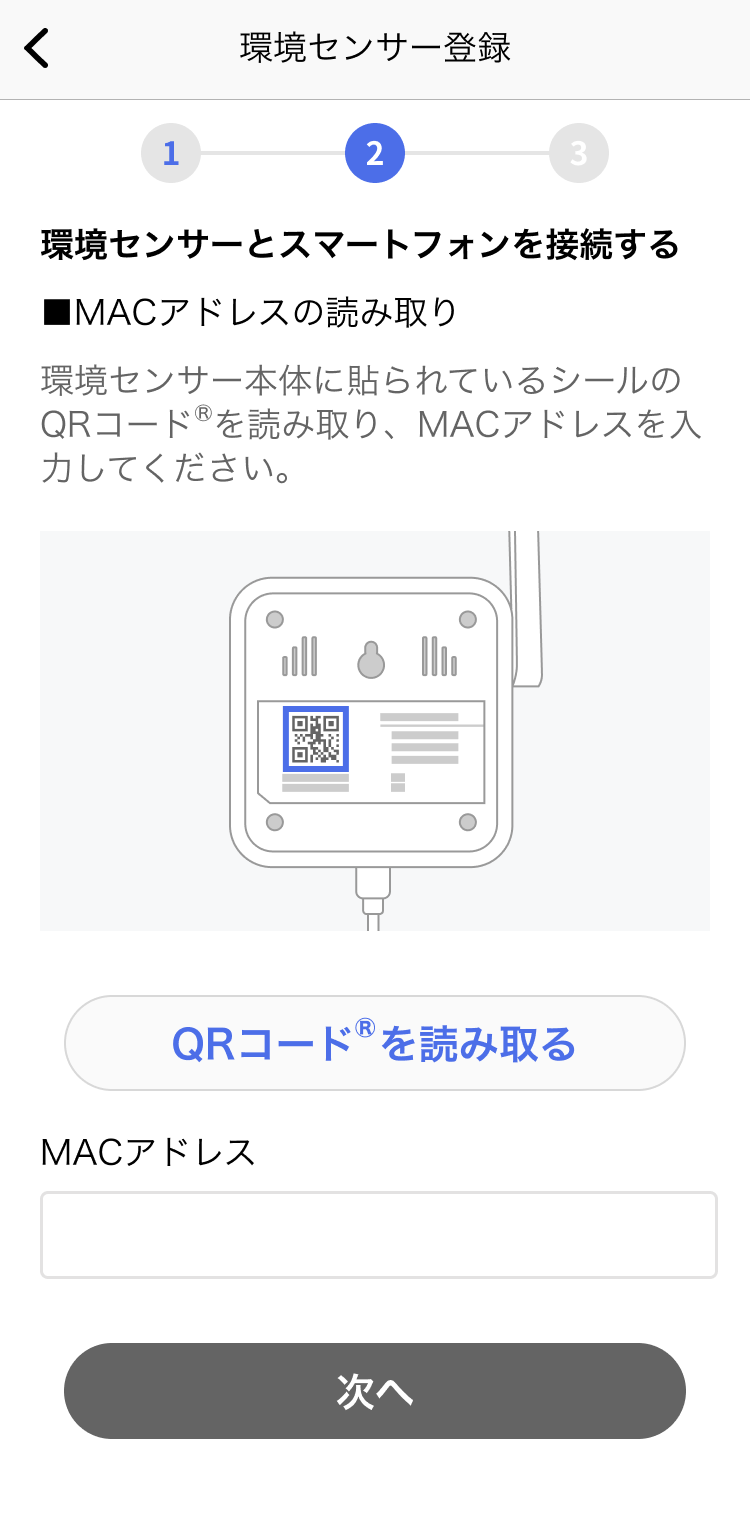 環境センサー登録
1 2 3
環境センサーとスマートフォンを接続する
■MACアドレスの読み取り
環境センサー本体に貼られているシールの
QRコード®を読み取り、MACアドレスを入
力してください。
QRコード®を読み取る
MACアドレス
次へ